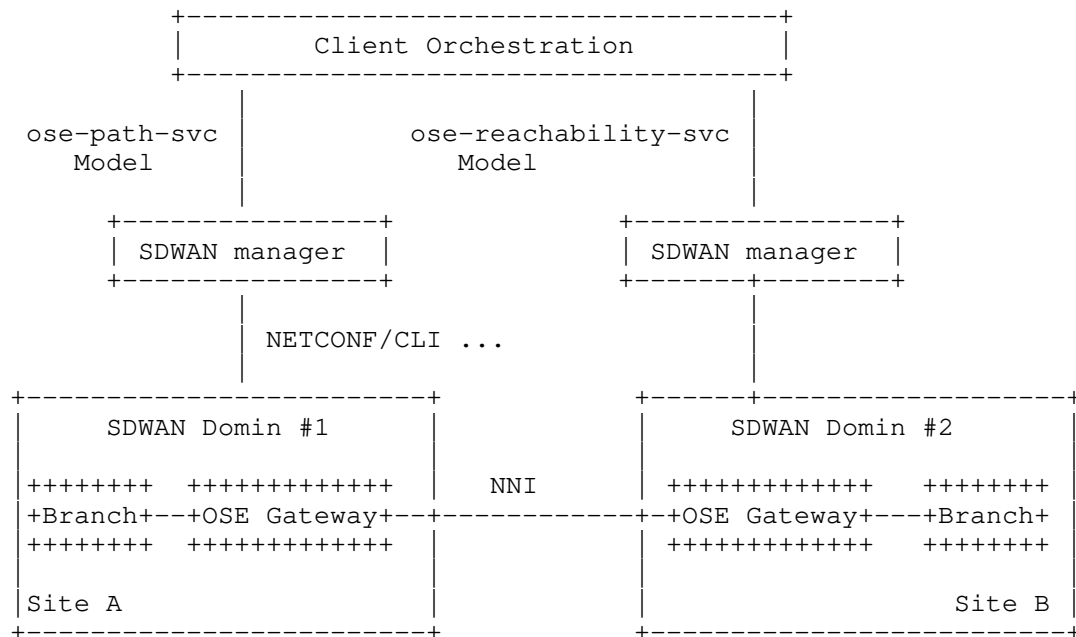 Client Orchestration
ose-path-svc ose-reachability-svc
Model Model
SDWAN manager SDWAN manager
NETCONF/CLI ...
SDWAN Domin #1 SDWAN Domin #2
NNI
Branch OSE Gateway OSE Gateway Branch
Site A Site B